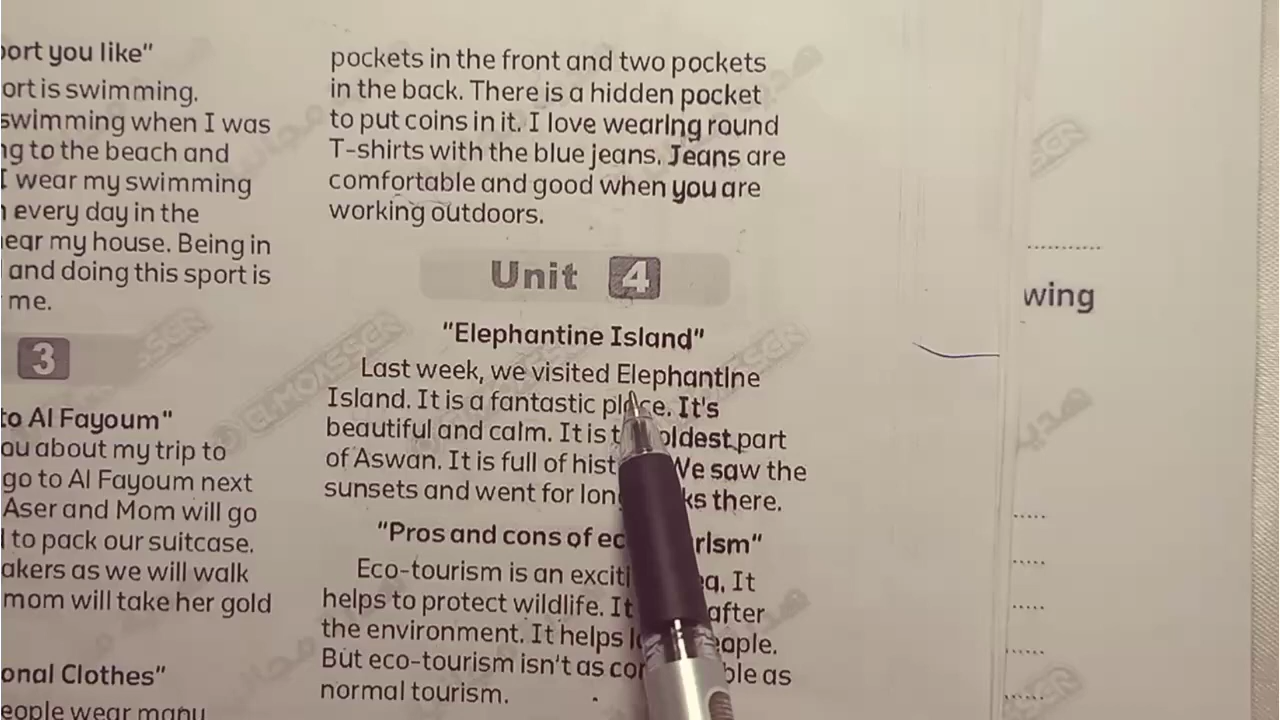 ort you like"
ort is swimming.
swimming when I was
ng to the beach and
I wear my swimming
every day in the
ear my house. Being in
and doing this sport is
me.
3
to Al Fayoum"
ou about my trip to
go to Al Fayoum next
Aser and Mom will go
to pack our suitcase.
akers as we will walk
mom will take her gold
onal Clothes"
eople wear many
pockets in the front and two pockets
in the back. There is a hidden pocket
to put coins in it. I love wearing round
T-shirts with the blue jeans. Jeans are
comfortable and good when you are
working outdoors.
Unit 4
"Elephantine Island"
Last week, we visited Elephantine
Island. It is a fantastic place. It's
beautiful and calm. It is oldest part
of Aswan. It is full of hist We saw the
sunsets and went for lon ks there.
"Pros and cons of ec rism"
Eco-tourism is an exciti ea. It
helps to protect wildlife. It after
the environment. It helps eople.
But eco-tourism isn't as co ble as
normal tourism.
wing
ELMOASSER